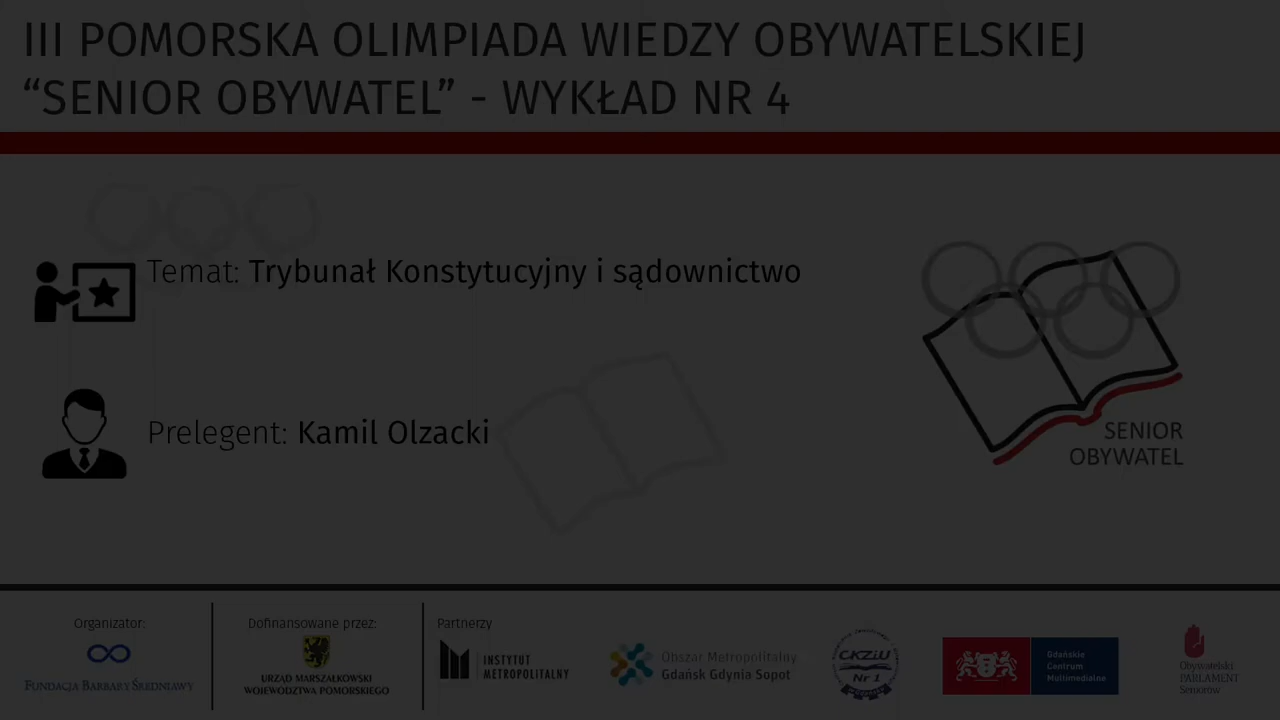 III POMORSKA OLIMPIADA WIEDZY OBYWATELSKIEJ
“SENIOR OBYWATEL” - WYKŁAD NR 4
Temat: Trybunał Konstytucyjny i sądownictwo
Prelegent: Kamil Olzacki
SENIOR
OBYWATEL
Organizator:
FUNDACJA BARBARY ŚREDNIAWY
Dofinansowane przez:
URZĄD MARSZAŁKOWSKI
WOJEWÓDZTWA POMORSKIEGO
Partnerzy
INSTYTUT
METROPOLITALNY
Obszar Metropolitalny
Gdańsk Gdynia Sopot
CKZiU
Nr 1
Gdańskie
Centrum
Multimedialne
Obywatelski
PARLAMENT
Seniorów